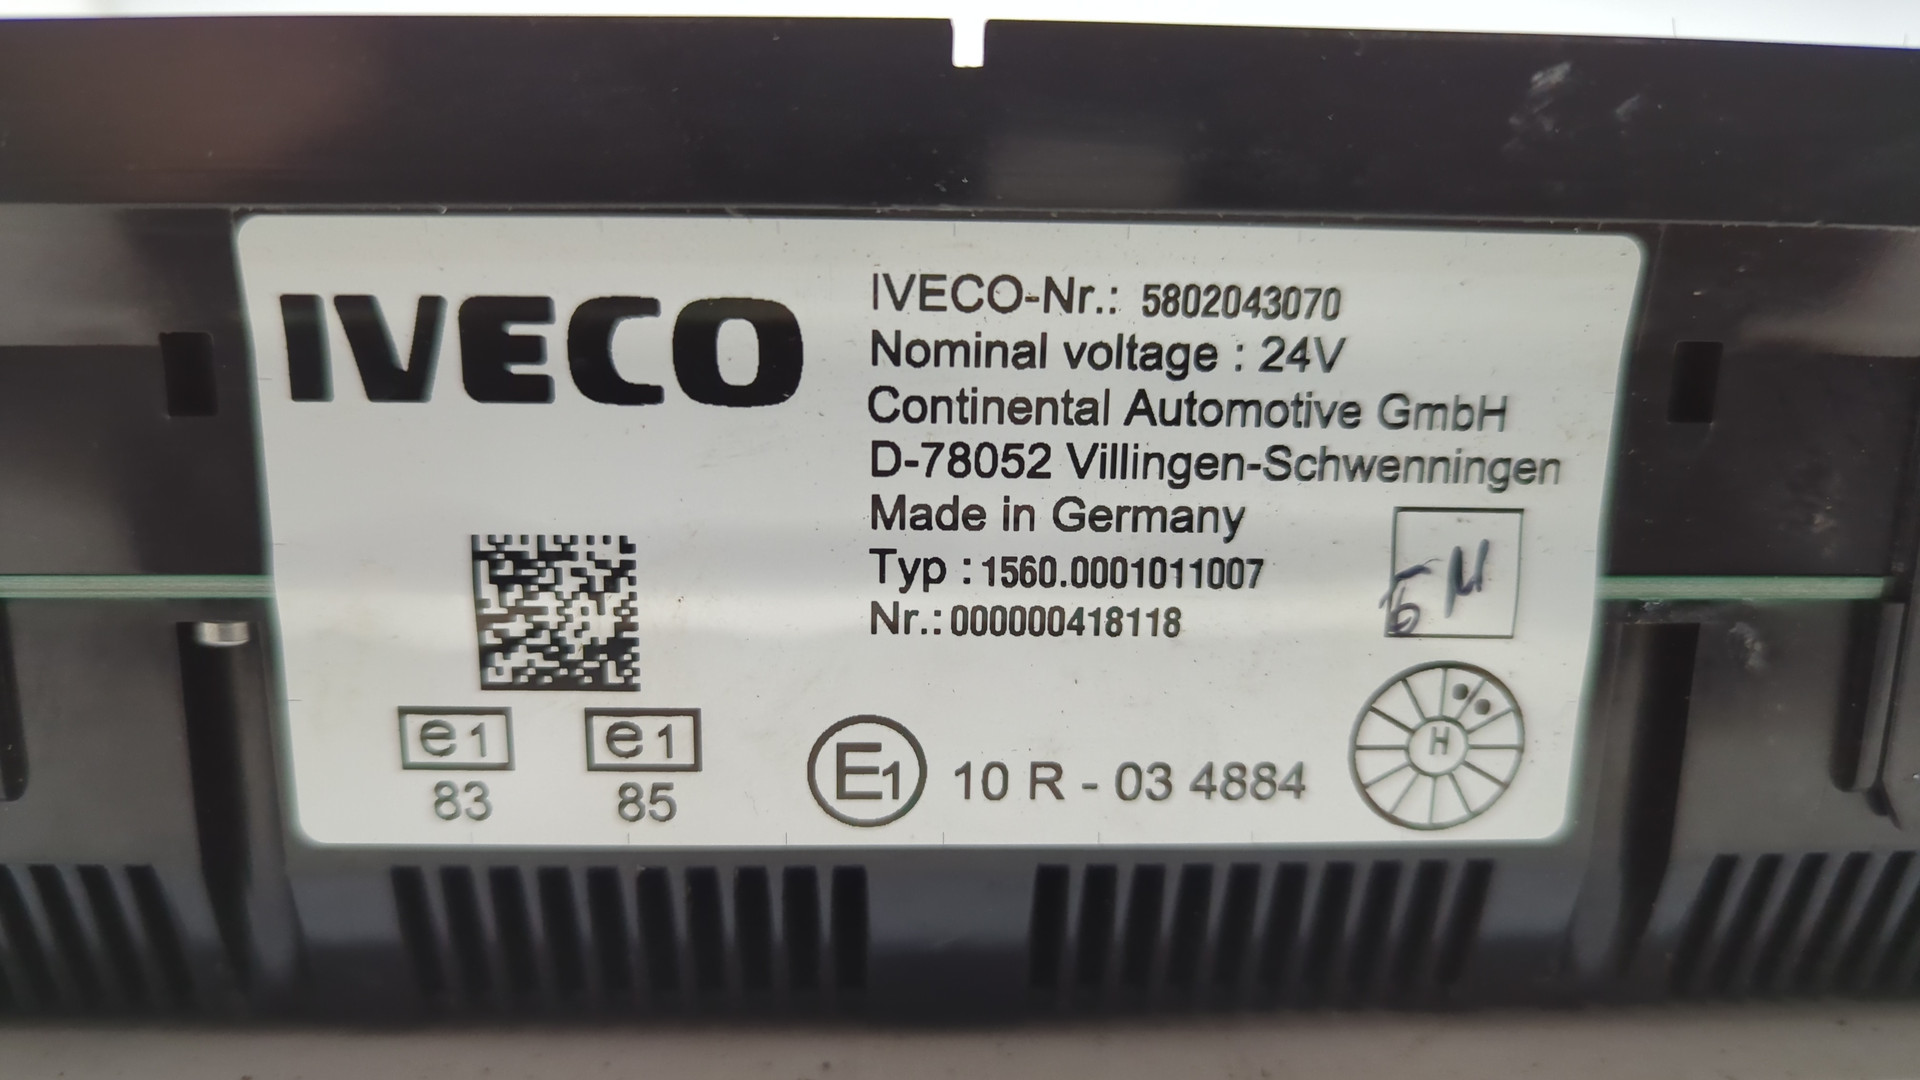 IVECO
IVECO-Nr.: 5802043070
Nominal voltage : 24V
Continental Automotive GmbH
D-78052 Villingen-Schwenningen
Made in Germany
Typ : 1560.0001011007
Nr.: 000000418118
e1
83
e1
85
E1
10 R - 03 4884
H